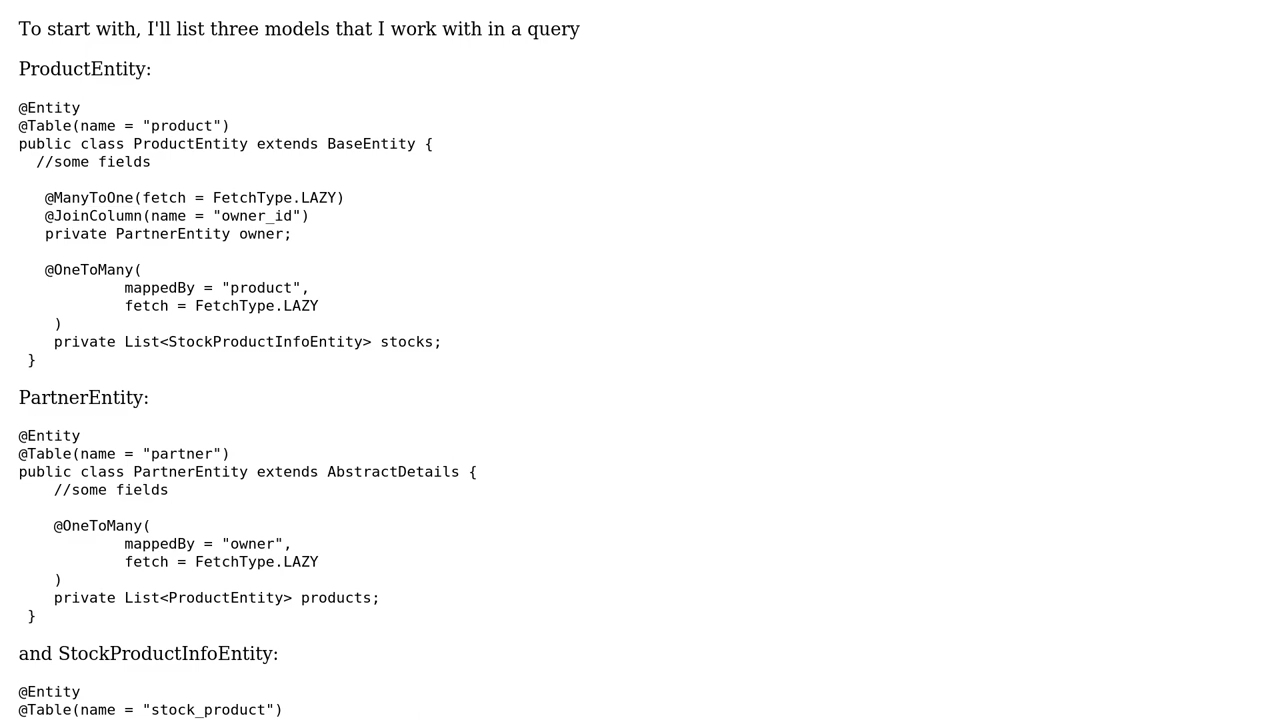 To start with, I'll list three models that I work with in a query
ProductEntity:
@Entity
@Table(name = "product")
public class ProductEntity extends BaseEntity {
  //some fields
   @ManyToOne(fetch = FetchType.LAZY)
   @JoinColumn(name = "owner_id")
   private PartnerEntity owner;
   @OneToMany(
            mappedBy = "product",
            fetch = FetchType.LAZY
    )
    private List<StockProductInfoEntity> stocks;
 }
PartnerEntity:
@Entity
@Table(name = "partner")
public class PartnerEntity extends AbstractDetails {
    //some fields
    @OneToMany(
            mappedBy = "owner",
            fetch = FetchType.LAZY
    )
    private List<ProductEntity> products;
 }
and StockProductInfoEntity:
@Entity
@Table(name = "stock_product")